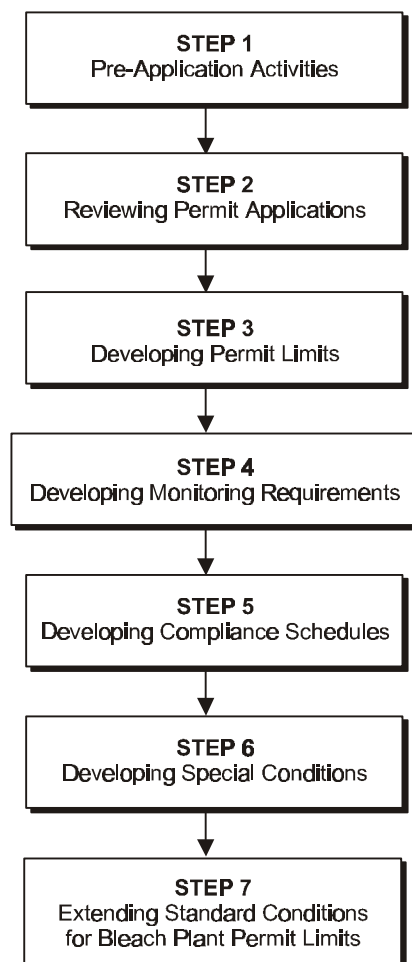 STEP 1
Pre-Application Activities
STEP 2
Reviewing Permit Applications
STEP 3
Developing Permit Limits
STEP 4
Developing Monitoring Requirements
STEP 5
Developing Compliance Schedules
STEP 6
Developing Special Conditions
STEP 7
Extending Standard Conditions
for Bleach Plant Permit Limits